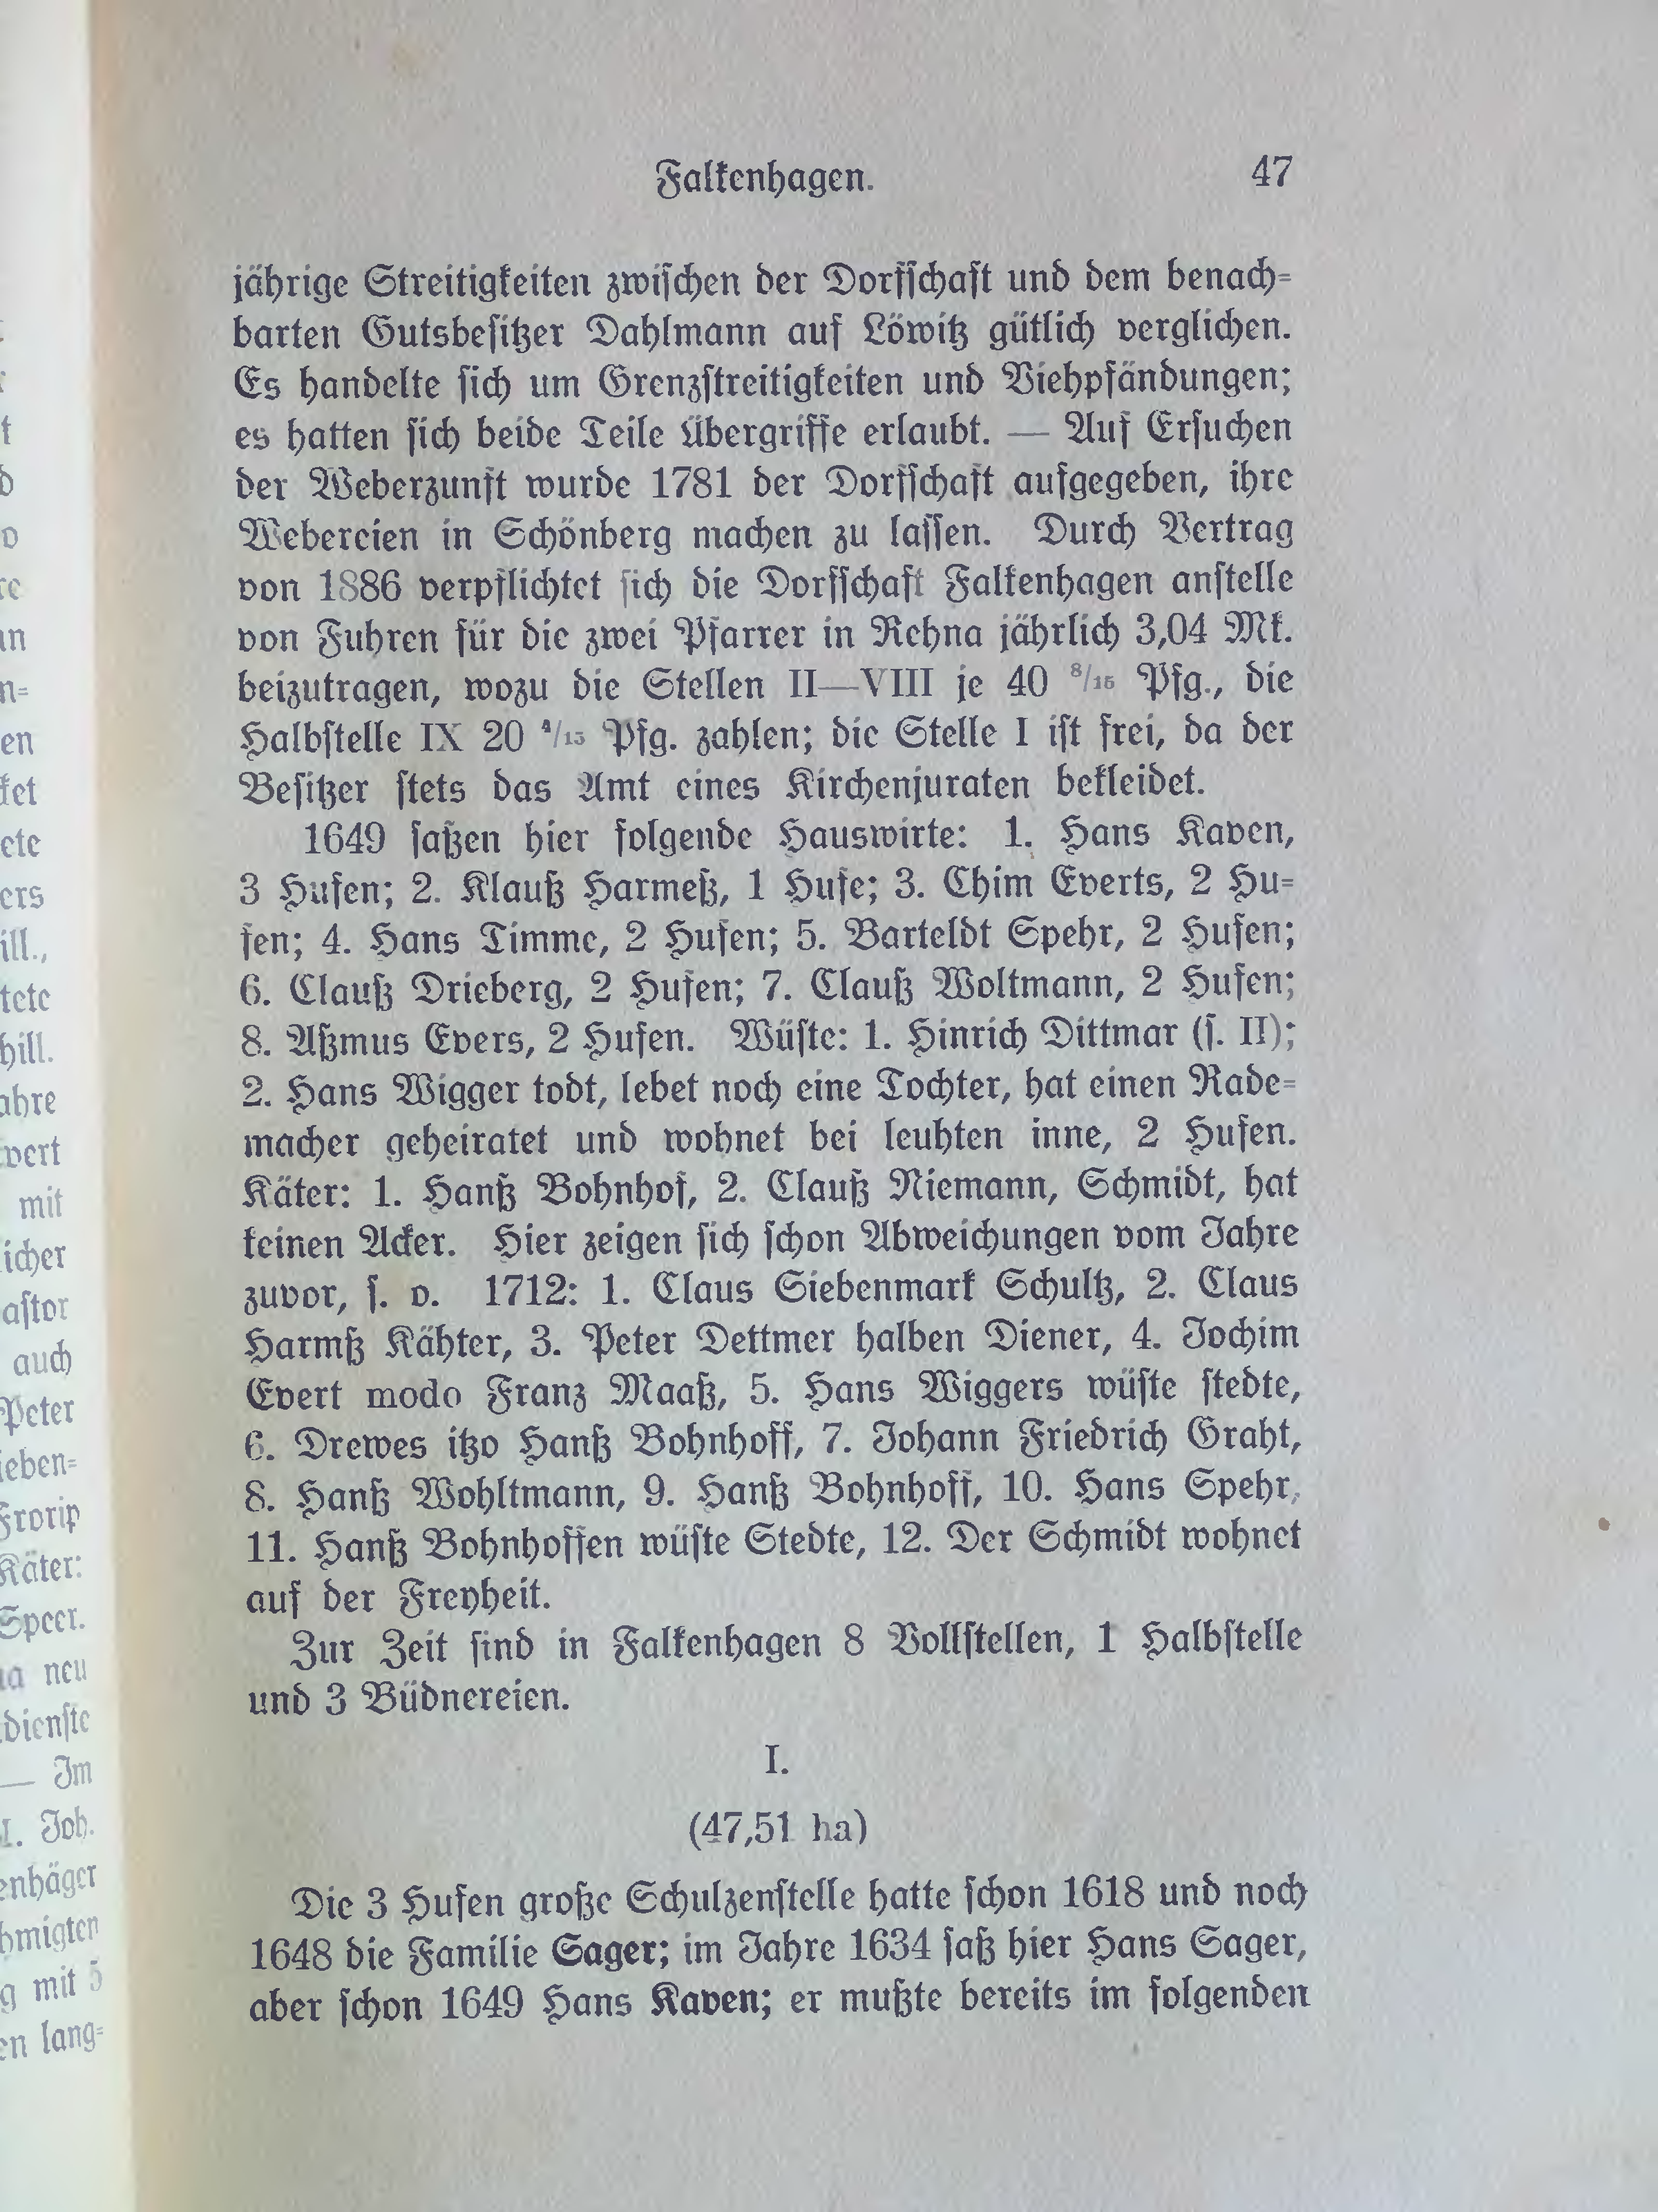 Falkenhagen. 47
jährige Streitigkeiten zwischen der Dorfschaft und dem benach-
barten Gutsbesitzer Dahlmann auf Löwitz gütlich verglichen.
Es handelte sich um Grenzstreitigkeiten und Viehpfändungen;
es hatten sich beide Teile Übergriffe erlaubt. — Auf Ersuchen
der Weberzunft wurde 1781 der Dorfschaft aufgegeben, ihre
Webereien in Schönberg machen zu lassen. Durch Vertrag
von 1886 verpflichtet sich die Dorfschaft Falkenhagen anstelle
von Fuhren für die zwei Pfarrer in Rehna jährlich 3,04 Mk.
beizutragen, wozu die Stellen II—VIII je 40 8/15 Pfg., die
Halbstelle IX 20 4/15 Pfg. zahlen; die Stelle I ist frei, da der
Besitzer stets das Amt eines Kirchenjuraten bekleidet.
1649 saßen hier folgende Hauswirte: 1. Hans Kaven,
3 Hufen; 2. Klauß Harmeß, 1 Hufe; 3. Chim Everts, 2 Hu-
fen; 4. Hans Timme, 2 Hufen; 5. Barteldt Spehr, 2 Hufen;
6. Clauß Drieberg, 2 Hufen; 7. Clauß Woltmann, 2 Hufen;
8. Aßmus Evers, 2 Hufen. Wüste: 1. Hinrich Dittmar (s. II);
2. Hans Wigger todt, lebet noch eine Tochter, hat einen Rade-
macher geheiratet und wohnet bei leuhten inne, 2 Hufen.
Käter: 1. Hanß Bohnhof, 2. Clauß Niemann, Schmidt, hat
keinen Acker. Hier zeigen sich schon Abweichungen vom Jahre
zuvor, s. o. 1712: 1. Claus Siebenmark Schultz, 2. Claus
Harmß Kähter, 3. Peter Dettmer halben Diener, 4. Jochim
Evert modo Franz Maaß, 5. Hans Wiggers wüste stedte,
6. Drewes itzo Hanß Bohnhoff, 7. Johann Friedrich Graht,
8. Hanß Wohltmann, 9. Hanß Bohnhoff, 10. Hans Spehr,
11. Hanß Bohnhoffen wüste Stedte, 12. Der Schmidt wohnet
auf der Freyheit.
Zur Zeit sind in Falkenhagen 8 Vollstellen, 1 Halbstelle
und 3 Büdnereien.
I.
(47,51 ha)
Die 3 Hufen große Schulzenstelle hatte schon 1618 und noch
1648 die Familie Sager; im Jahre 1634 saß hier Hans Sager,
aber schon 1649 Hans Kaven; er mußte bereits im folgenden